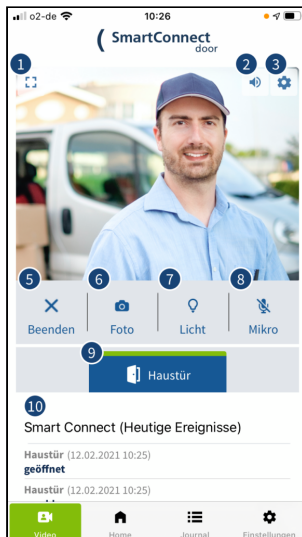 o2-de
10:26
SmartConnect
door
1
2
3
5
6
7
8
Beenden
Foto
Licht
Mikro
9
Haustür
10
Smart Connect (Heutige Ereignisse)
Haustür (12.02.2021 10:25)
geöffnet
Haustür (12.02.2021 10:25)
Video
Home
Journal
Einstellungen